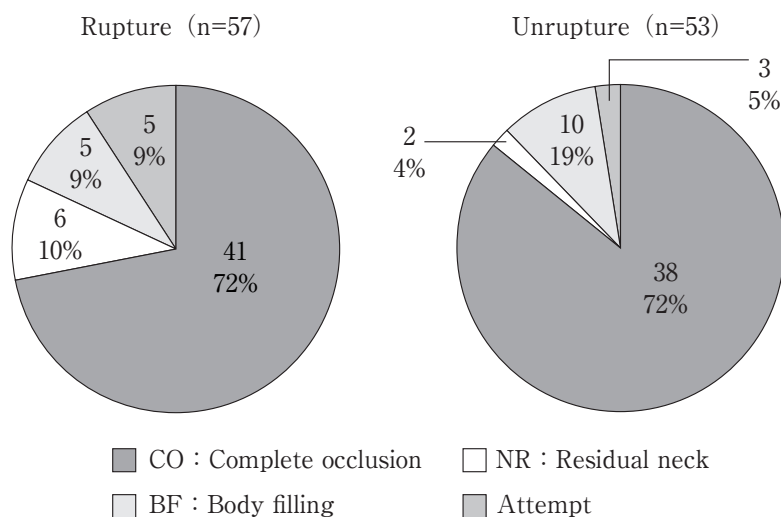 Rupture (n=57)
5
9%
5
9%
6
10%
41
72%
Unrupture (n=53)
3
5%
2
4%
10
19%
38
72%
CO：Complete occlusion
NR：Residual neck
BF：Body filling
Attempt